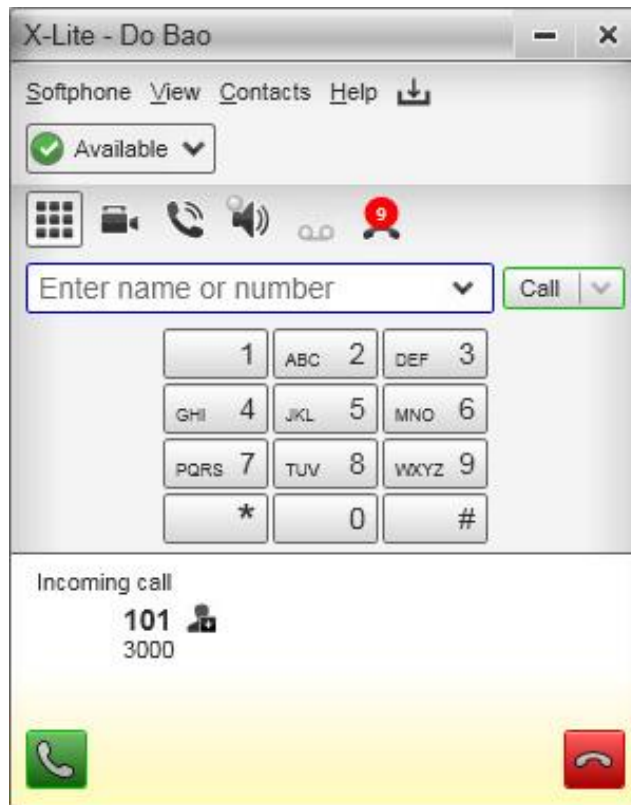 X-Lite - Do Bao
Softphone View Contacts Help
Available
9
Enter name or number Call
1 ABC 2 DEF 3
GHI 4 JKL 5 MNO 6
PQRS 7 TUV 8 WXYZ 9
* 0 #
Incoming call
101
3000